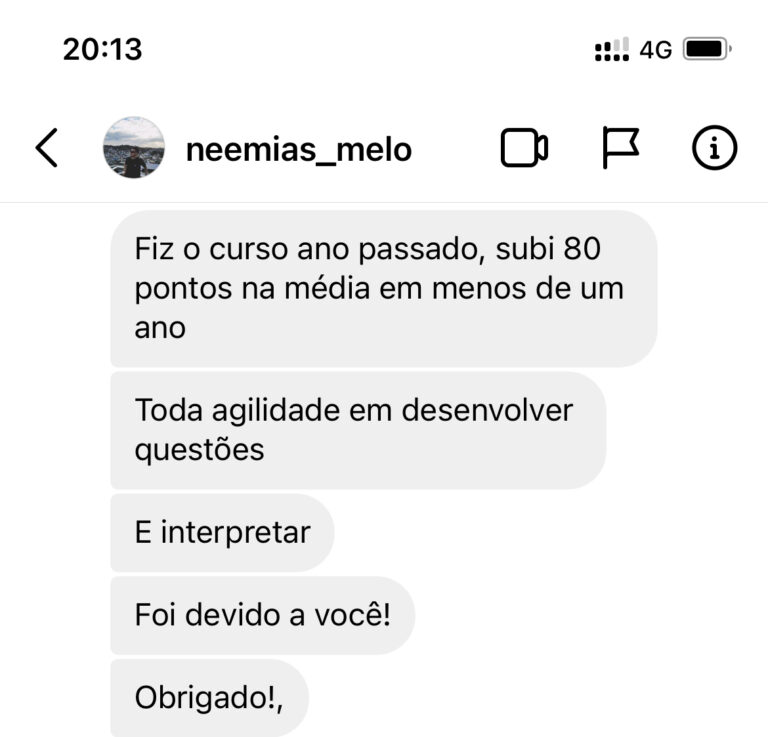 20:13
4G
neemias_melo
Fiz o curso ano passado, subi 80
pontos na média em menos de um
ano
Toda agilidade em desenvolver
questões
E interpretar
Foi devido a você!
Obrigado!,